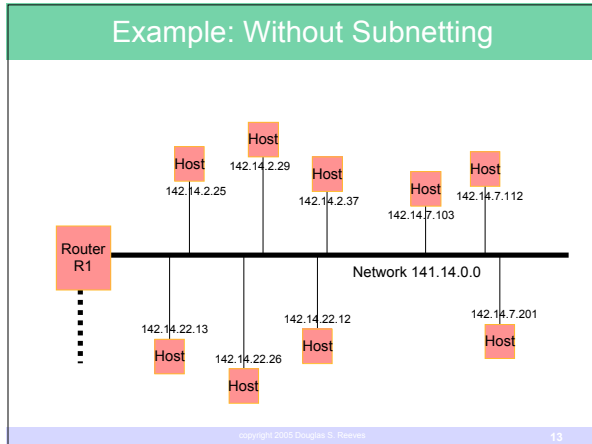 Example: Without Subnetting
Host
142.14.2.25
Host
142.14.2.29
Host
142.14.2.37
Host
142.14.7.103
Host
142.14.7.112
Router
R1
Network 141.14.0.0
142.14.22.13
Host
142.14.22.26
Host
142.14.22.12
Host
142.14.7.201
Host
copyright 2005 Douglas S. Reeves
13